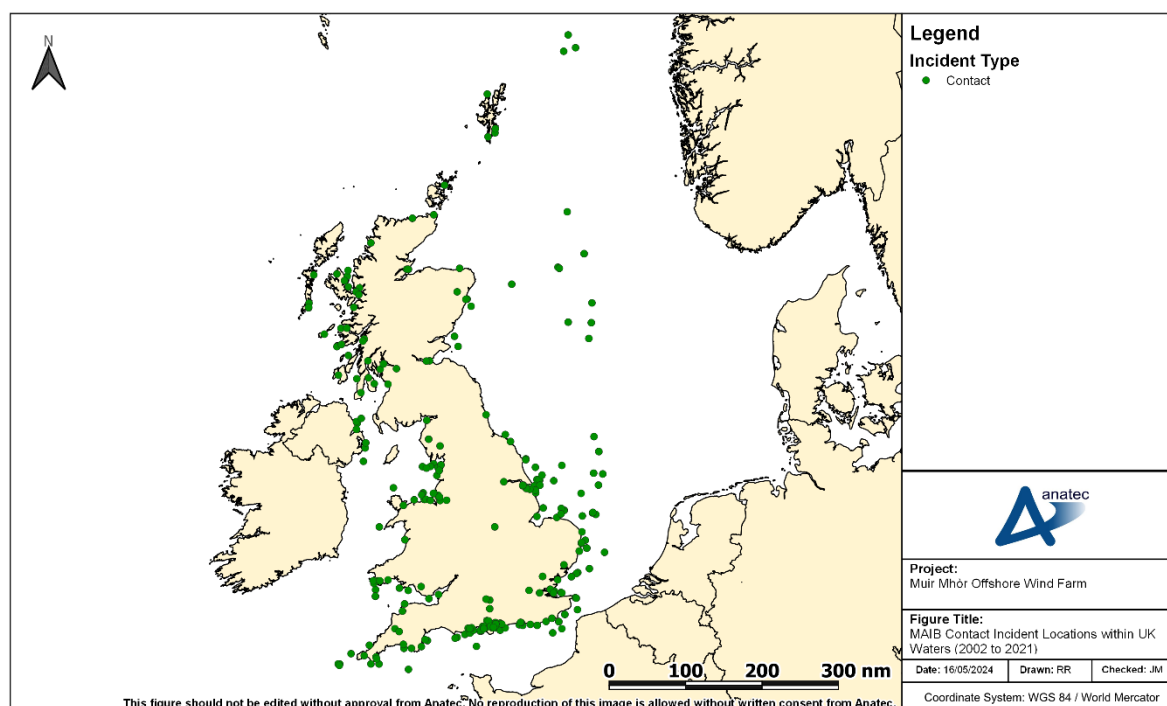 N
Legend
Incident Type
Contact
anatec
Project:
Muir Mhór Offshore Wind Farm
Figure Title:
MAIB Contact Incident Locations within UK
Waters (2002 to 2021)
Date: 16/05/2024 Drawn: RR Checked: JM
Coordinate System: WGS 84 / World Mercator
0 100 200 300 nm
This figure should not be edited without approval from Anatec. No reproduction of this image is allowed without written consent from Anatec.